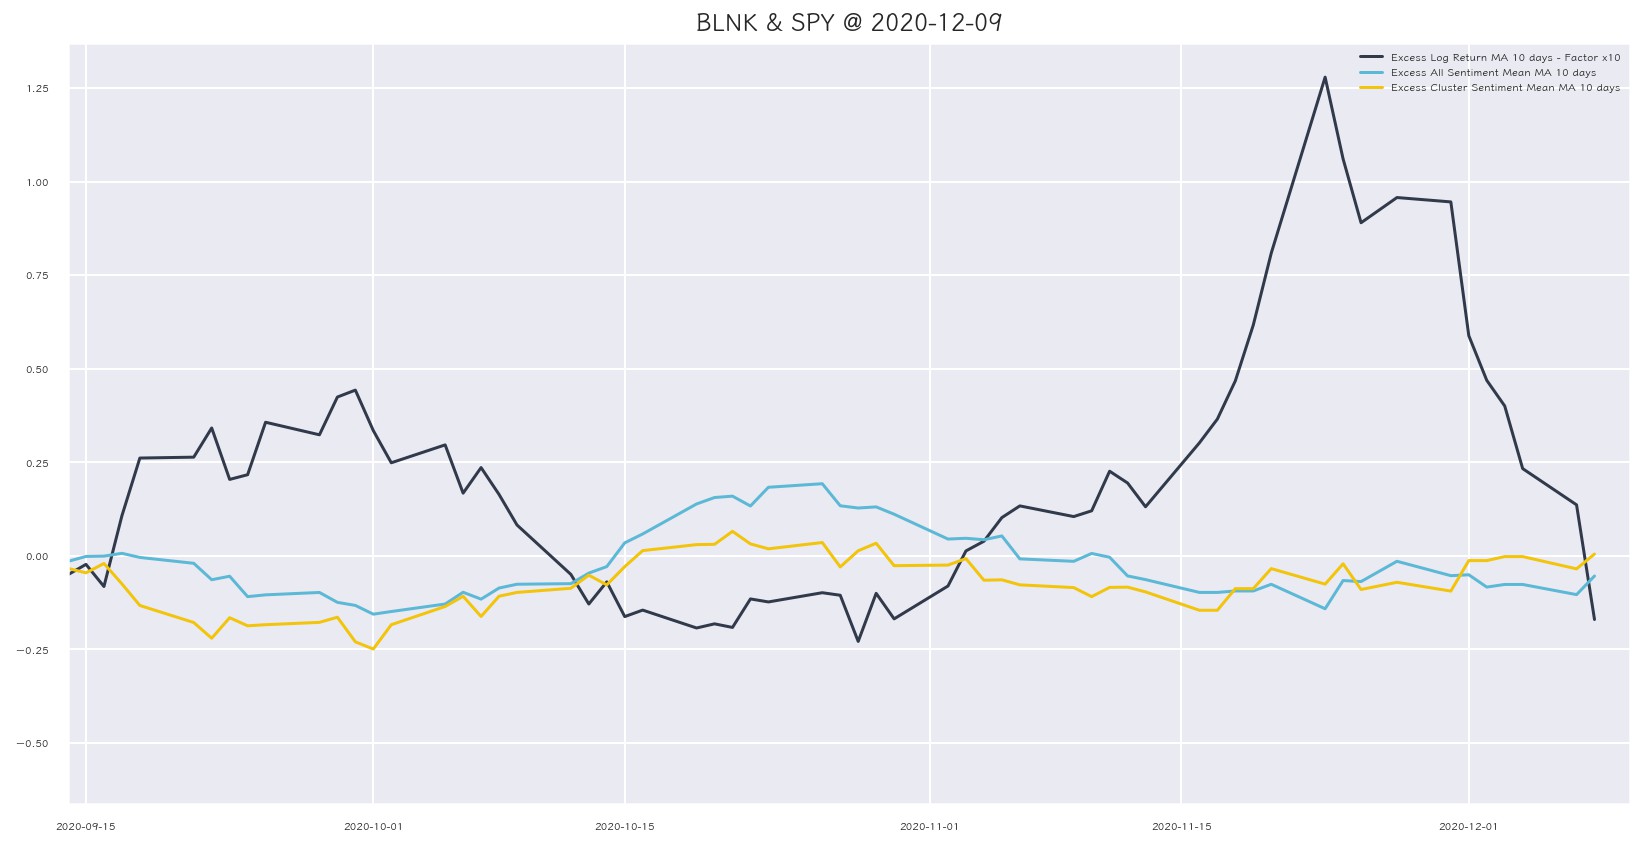 BLNK & SPY @ 2020-12-09
Excess Log Return MA 10 days - Factor x10
Excess All Sentiment Mean MA 10 days
Excess Cluster Sentiment Mean MA 10 days
1.25
1.00
0.75
0.50
0.25
0.00
−0.25
−0.50
2020-09-15 2020-10-01 2020-10-15 2020-11-01 2020-11-15 2020-12-01